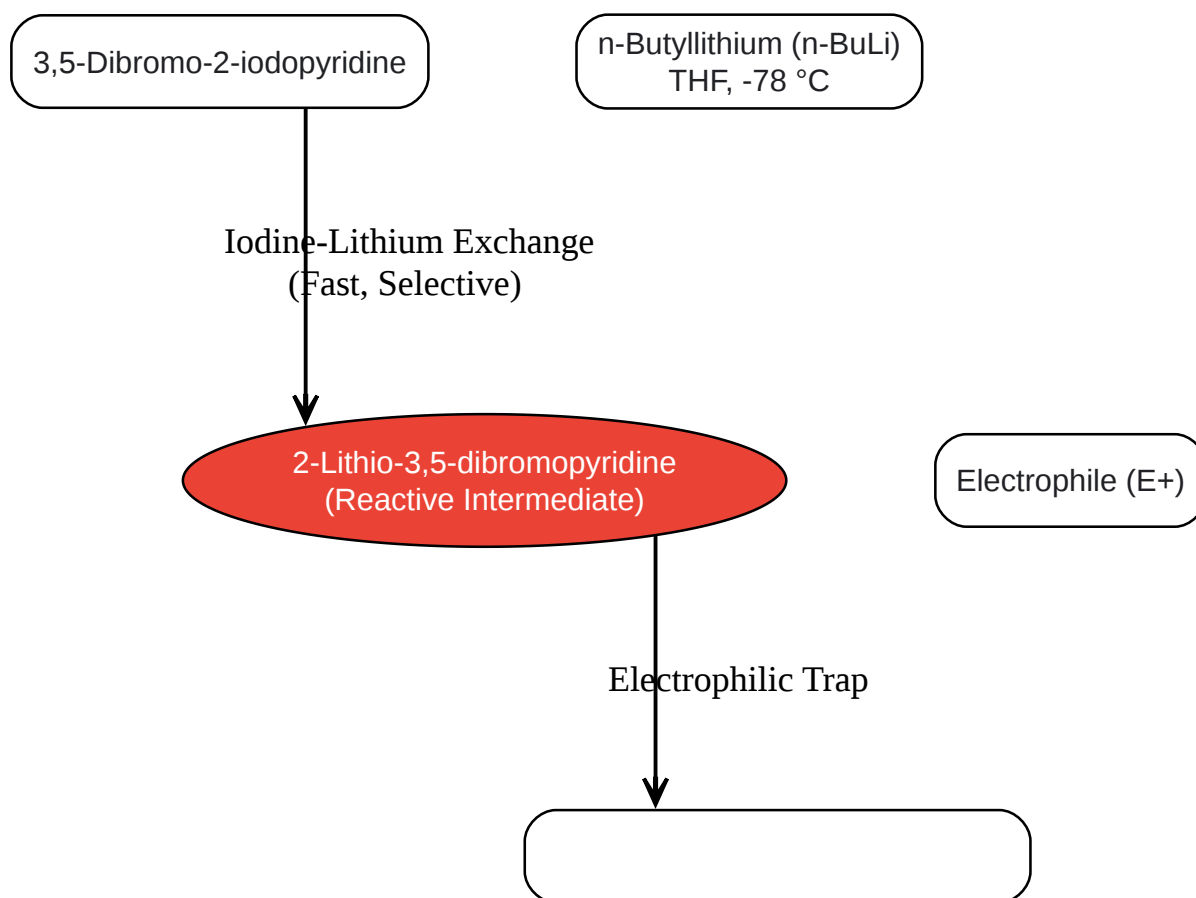 3,5-Dibromo-2-iodopyridine
n-Butyllithium (n-BuLi)
THF, -78 °C
Iodine-Lithium Exchange
(Fast, Selective)
2-Lithio-3,5-dibromopyridine
(Reactive Intermediate)
Electrophile (E+)
Electrophilic Trap